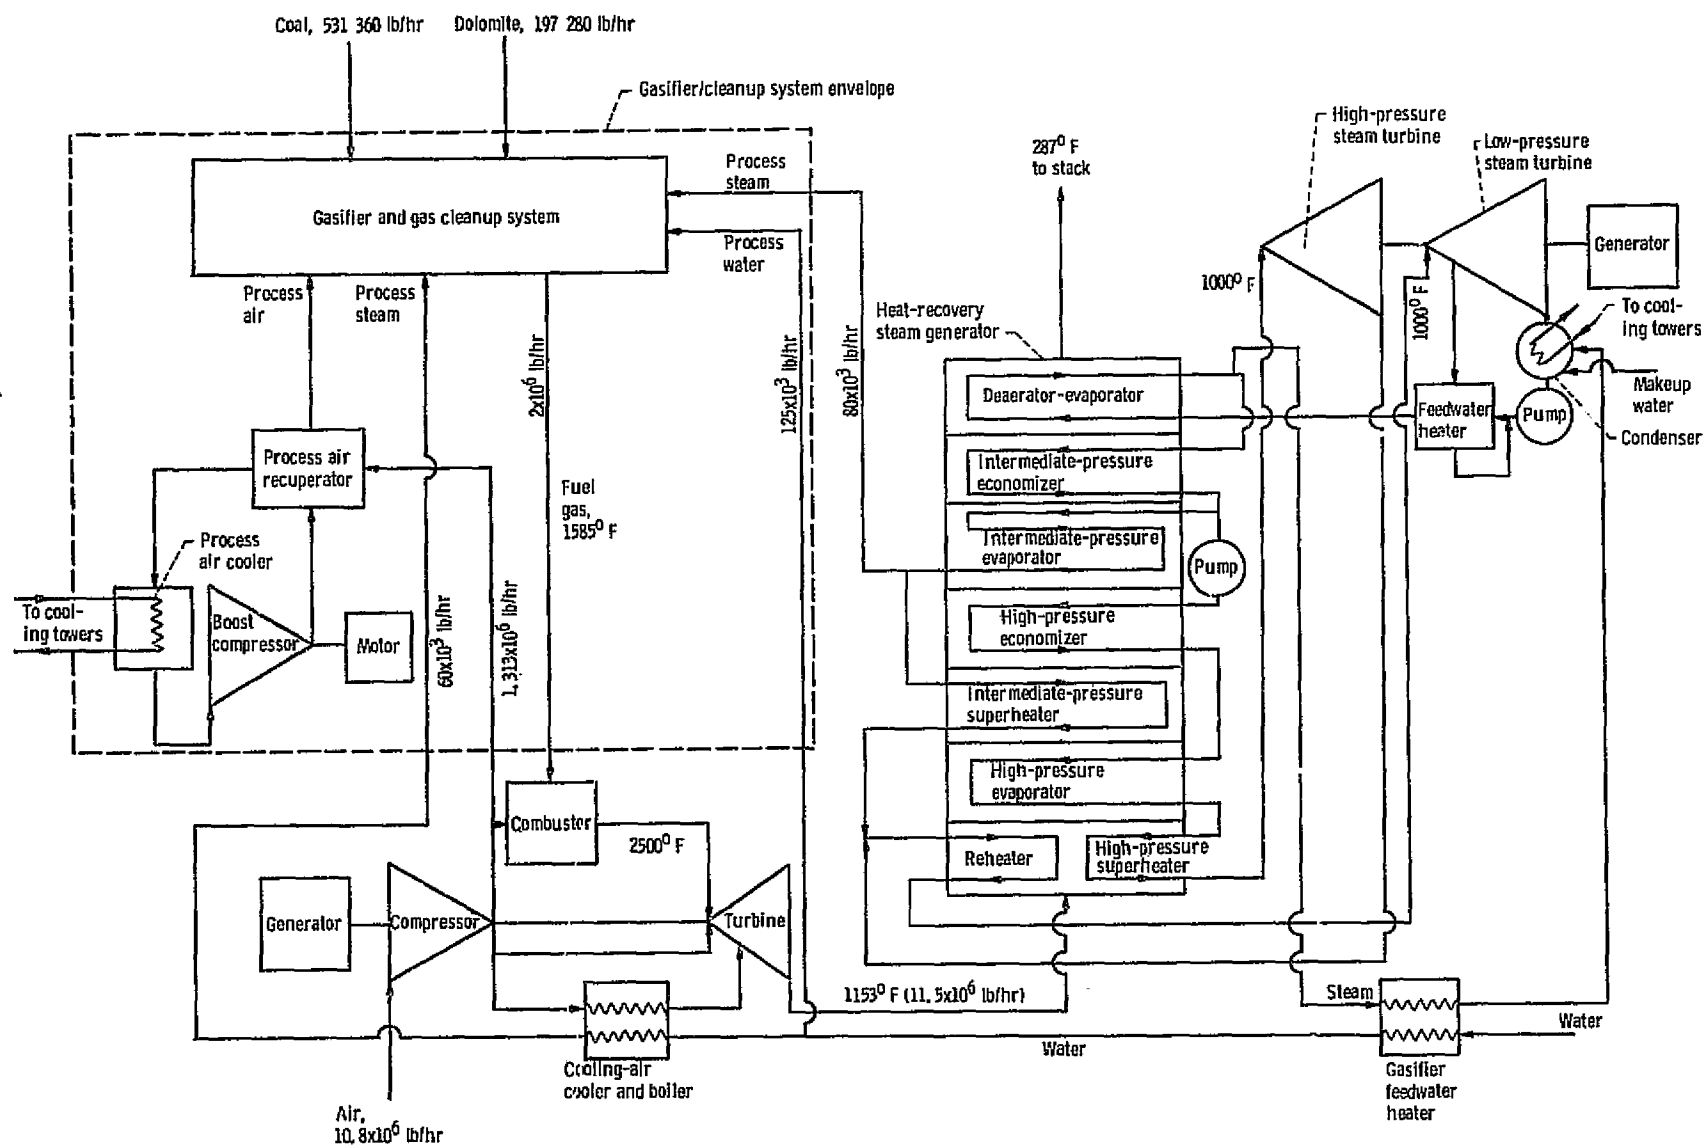 Coal, 531 360 lb/hr
Dolomite, 197 280 lb/hr
Gasifier/cleanup system envelope
Process
steam
Gasifier and gas cleanup system
Process
water
Process
air
Process
steam
2x10⁶ lb/hr
125x10³ lb/hr
80x10³ lb/hr
Process air
recuperator
Fuel
gas,
1585⁰ F
Process
air cooler
To cool-
ing towers
Boost
compressor
Motor
60x10³ lb/hr
1.313x10⁶ lb/hr
Combustor
2500⁰ F
Generator
Compressor
Turbine
1153⁰ F (11.5x10⁶ lb/hr)
Cooling-air
cooler and boiler
Air,
10.8x10⁶ lb/hr
Water
287⁰ F
to stack
Heat-recovery
steam generator
Deaerator-evaporator
Intermediate-pressure
economizer
Intermediate-pressure
evaporator
Pump
High-pressure
economizer
Intermediate-pressure
superheater
High-pressure
evaporator
Reheater
High-pressure
superheater
High-pressure
steam turbine
Low-pressure
steam turbine
Generator
1000⁰ F
1000⁰ F
To cool-
ing towers
Makeup
water
Feedwater
heater
Pump
Condenser
Steam
Water
Gasifier
feedwater
heater